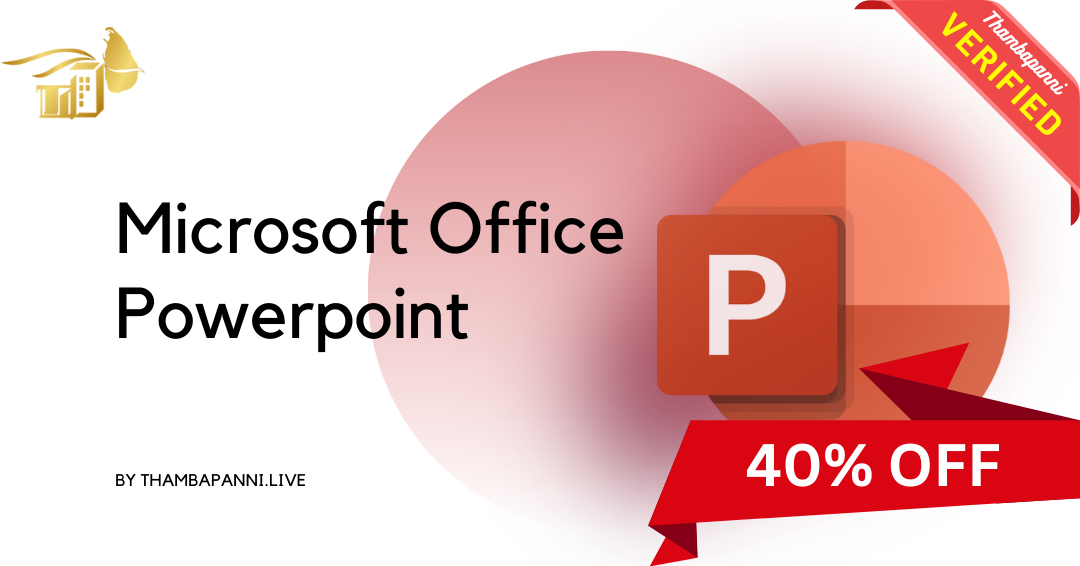 Thambapanni
VERIFIED
Microsoft Office
Powerpoint
P
40% OFF
BY THAMBAPANNI.LIVE